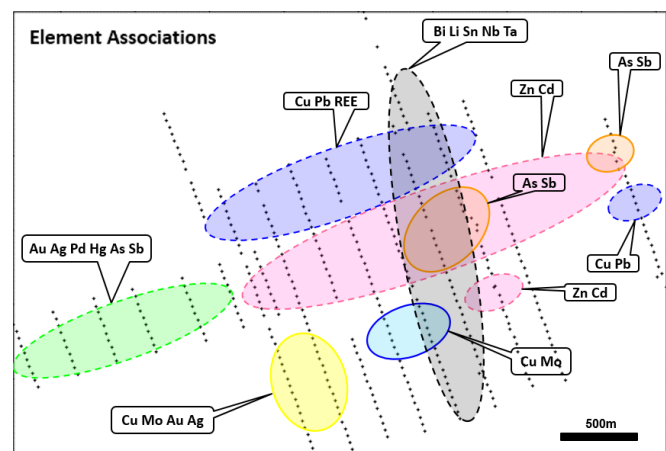 Element Associations
Bi Li Sn Nb Ta
As Sb
Cu Pb REE
Zn Cd
As Sb
Au Ag Pd Hg As Sb
Cu Pb
Zn Cd
Cu Mo
Cu Mo Au Ag
500m